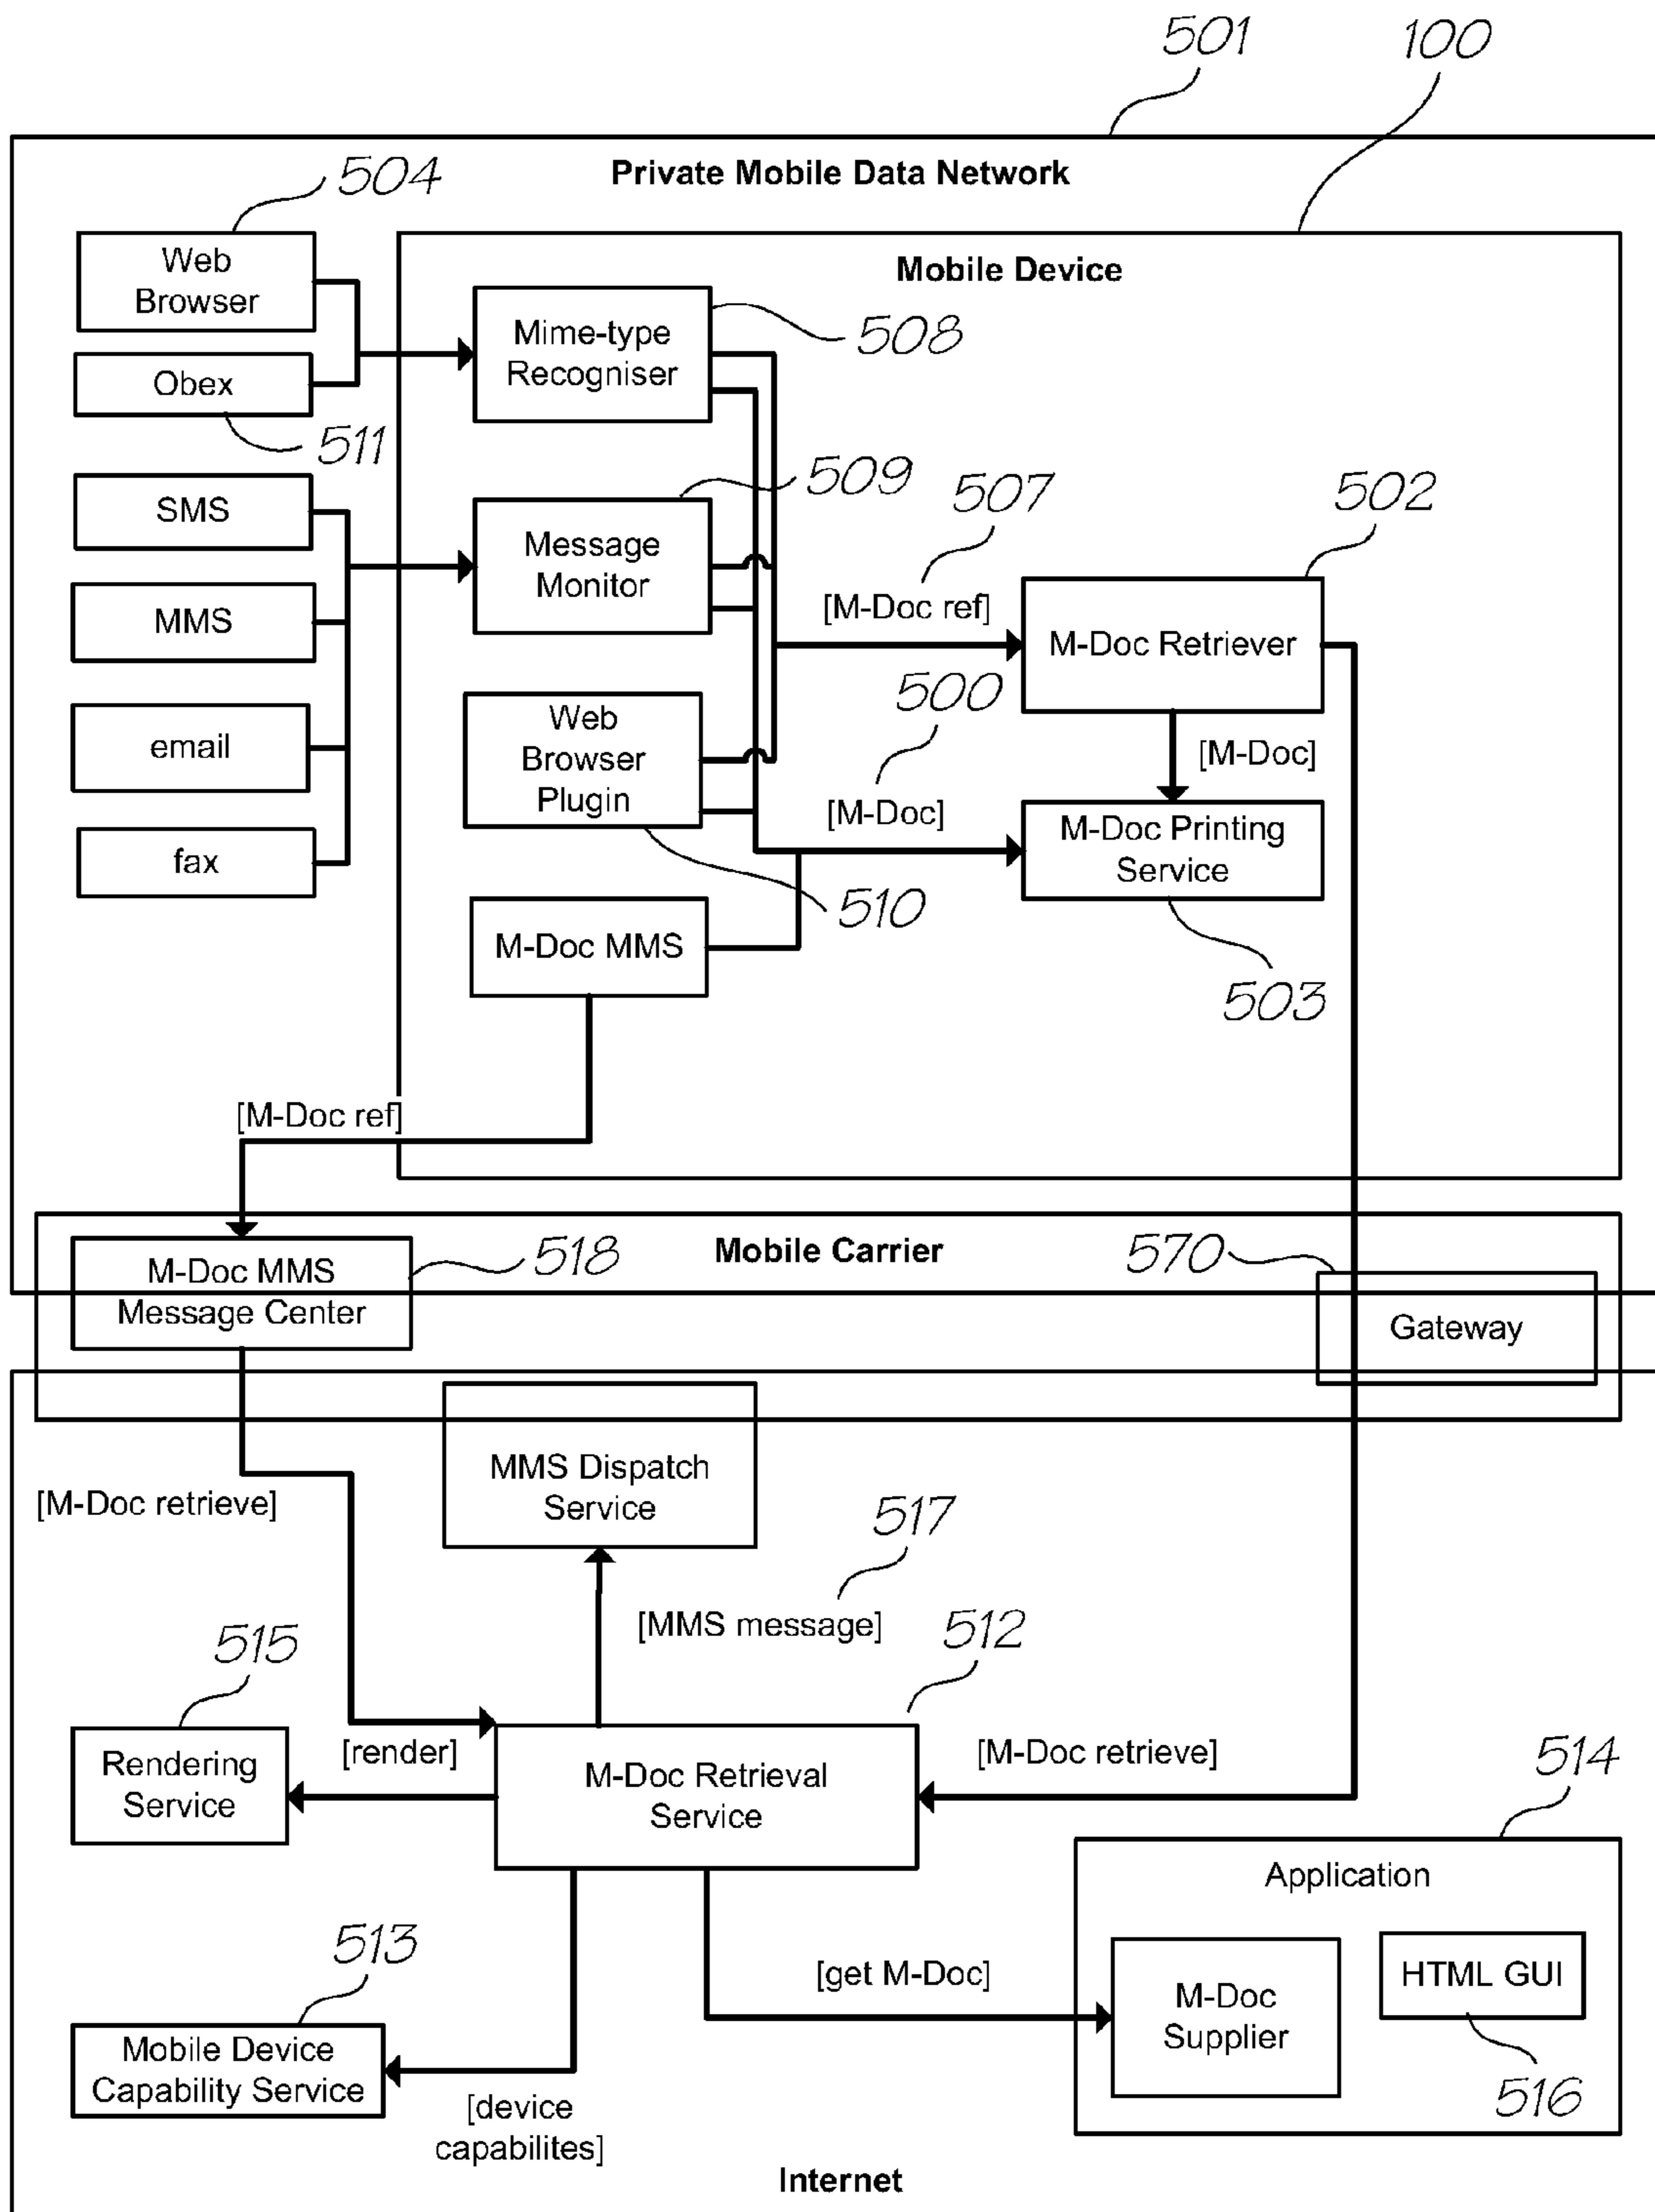 501
100
Private Mobile Data Network
504
Web
Browser
Mobile Device
Mime-type
Recogniser
508
Obex
511
SMS
509
507
502
Message
Monitor
MMS
[M-Doc ref]
M-Doc Retriever
500
Web
Browser
Plugin
email
[M-Doc]
[M-Doc]
M-Doc Printing
Service
fax
510
M-Doc MMS
503
[M-Doc ref]
M-Doc MMS
Message Center
518
Mobile Carrier
570
Gateway
MMS Dispatch
Service
[M-Doc retrieve]
517
[MMS message]
512
515
Rendering
Service
[render]
M-Doc Retrieval
Service
[M-Doc retrieve]
514
Application
513
[get M-Doc]
M-Doc
Supplier
HTML GUI
516
Mobile Device
Capability Service
[device
capabilites]
Internet